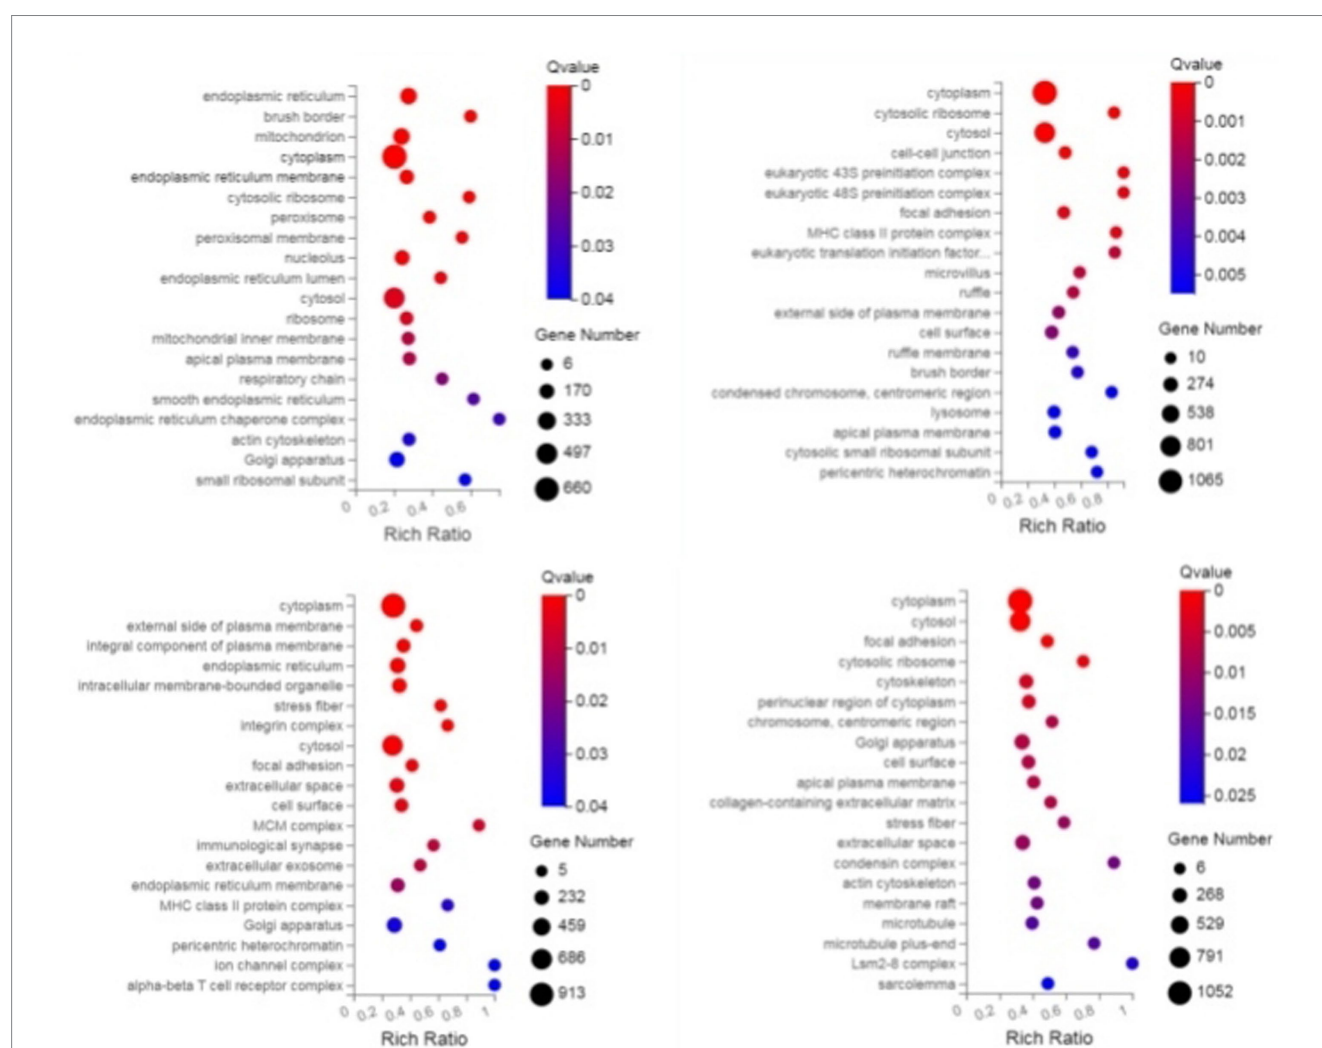 Qvalue
endoplasmic reticulum
brush border
mitochondrion
cytoplasm
endoplasmic reticulum membrane
cytosolic ribosome
peroxisome
peroxisomal membrane
nucleolus
endoplasmic reticulum lumen
cytosol
ribosome
mitochondrial inner membrane
apical plasma membrane
respiratory chain
smooth endoplasmic reticulum
endoplasmic reticulum chaperone complex
actin cytoskeleton
Golgi apparatus
small ribosomal subunit
0 0.2 0.4 0.6
Rich Ratio
0
0.01
0.02
0.03
0.04
Gene Number
6
170
333
497
660
Qvalue
cytoplasm
cytosolic ribosome
cytosol
cell-cell junction
eukaryotic 43S preinitiation complex
eukaryotic 48S preinitiation complex
focal adhesion
MHC class II protein complex
eukaryotic translation initiation factor...
microvillus
ruffle
external side of plasma membrane
cell surface
ruffle membrane
brush border
condensed chromosome, centromeric region
lysosome
apical plasma membrane
cytosolic small ribosomal subunit
pericentric heterochromatin
0 0.2 0.4 0.6 0.8
Rich Ratio
0
0.001
0.002
0.003
0.004
0.005
Gene Number
10
274
538
801
1065
Qvalue
cytoplasm
external side of plasma membrane
integral component of plasma membrane
endoplasmic reticulum
intracellular membrane-bounded organelle
stress fiber
integrin complex
cytosol
focal adhesion
extracellular space
cell surface
MCM complex
immunological synapse
extracellular exosome
endoplasmic reticulum membrane
MHC class II protein complex
Golgi apparatus
pericentric heterochromatin
ion channel complex
alpha-beta T cell receptor complex
0 0.2 0.4 0.6 0.8 1
Rich Ratio
0
0.01
0.02
0.03
0.04
Gene Number
5
232
459
686
913
Qvalue
cytoplasm
cytosol
focal adhesion
cytosolic ribosome
cytoskeleton
perinuclear region of cytoplasm
chromosome, centromeric region
Golgi apparatus
cell surface
apical plasma membrane
collagen-containing extracellular matrix
stress fiber
extracellular space
condensin complex
actin cytoskeleton
membrane raft
microtubule
microtubule plus-end
Lsm2-8 complex
sarcolemma
0 0.2 0.4 0.6 0.8 1
Rich Ratio
0
0.005
0.01
0.015
0.02
0.025
Gene Number
6
268
529
791
1052